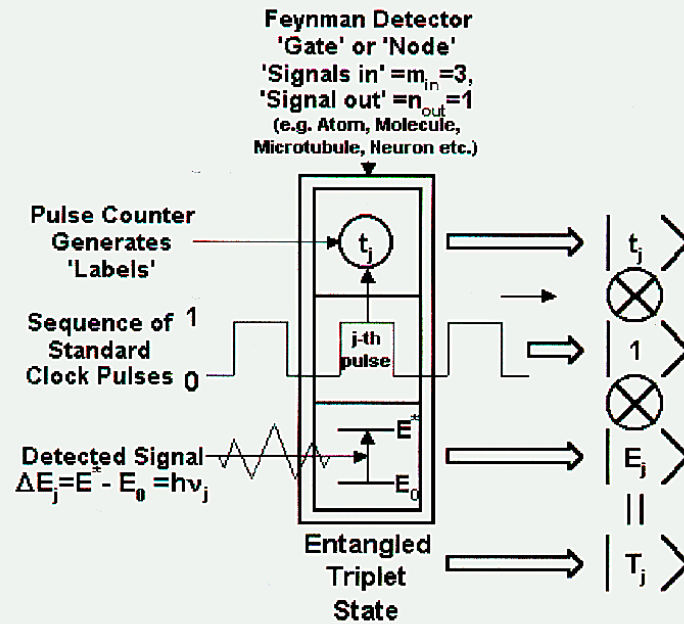 Feynman Detector
'Gate' or 'Node'
'Signals in' =m_in=3,
'Signal out' =n_out=1
(e.g. Atom, Molecule,
Microtubule, Neuron etc.)
Pulse Counter
Generates
'Labels'
t_j
| t_j 〉
⊗
Sequence of 1
Standard
Clock Pulses 0
j-th
pulse
| 1 〉
⊗
Detected Signal
ΔE_j=E*- E_0 =hν_j
E*
E_0
| E_j 〉
||
Entangled
Triplet
State
| T_j 〉